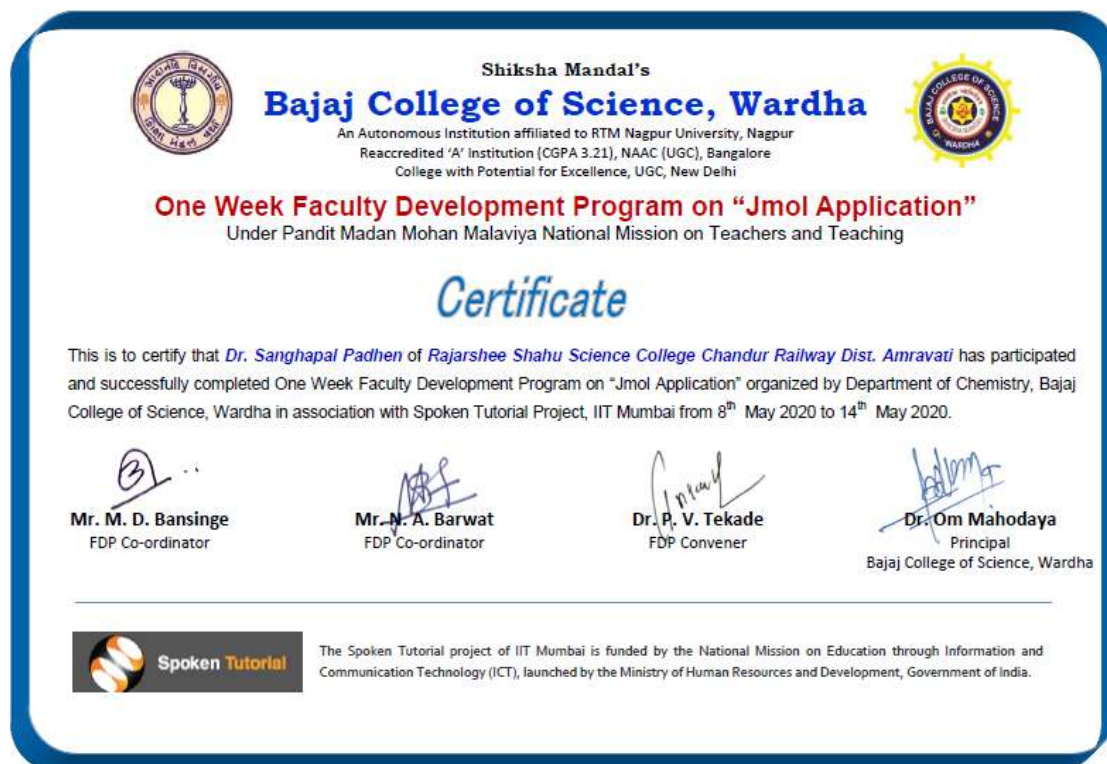 Shiksha Mandal's
Bajaj College of Science, Wardha
An Autonomous Institution affiliated to RTM Nagpur University, Nagpur
Reaccredited 'A' Institution (CGPA 3.21), NAAC (UGC), Bangalore
College with Potential for Excellence, UGC, New Delhi
BAJAJ COLLEGE OF SCIENCE
WARDHA
One Week Faculty Development Program on “Jmol Application”
Under Pandit Madan Mohan Malaviya National Mission on Teachers and Teaching
Certificate
This is to certify that Dr. Sanghapal Padhen of Rajarshee Shahu Science College Chandur Railway Dist. Amravati has participated
and successfully completed One Week Faculty Development Program on “Jmol Application” organized by Department of Chemistry, Bajaj
College of Science, Wardha in association with Spoken Tutorial Project, IIT Mumbai from 8th May 2020 to 14th May 2020.
Mr. M. D. Bansinge
FDP Co-ordinator
Mr. N. A. Barwat
FDP Co-ordinator
Dr. P. V. Tekade
FDP Convener
Dr. Om Mahodaya
Principal
Bajaj College of Science, Wardha
Spoken Tutorial
The Spoken Tutorial project of IIT Mumbai is funded by the National Mission on Education through Information and
Communication Technology (ICT), launched by the Ministry of Human Resources and Development, Government of India.